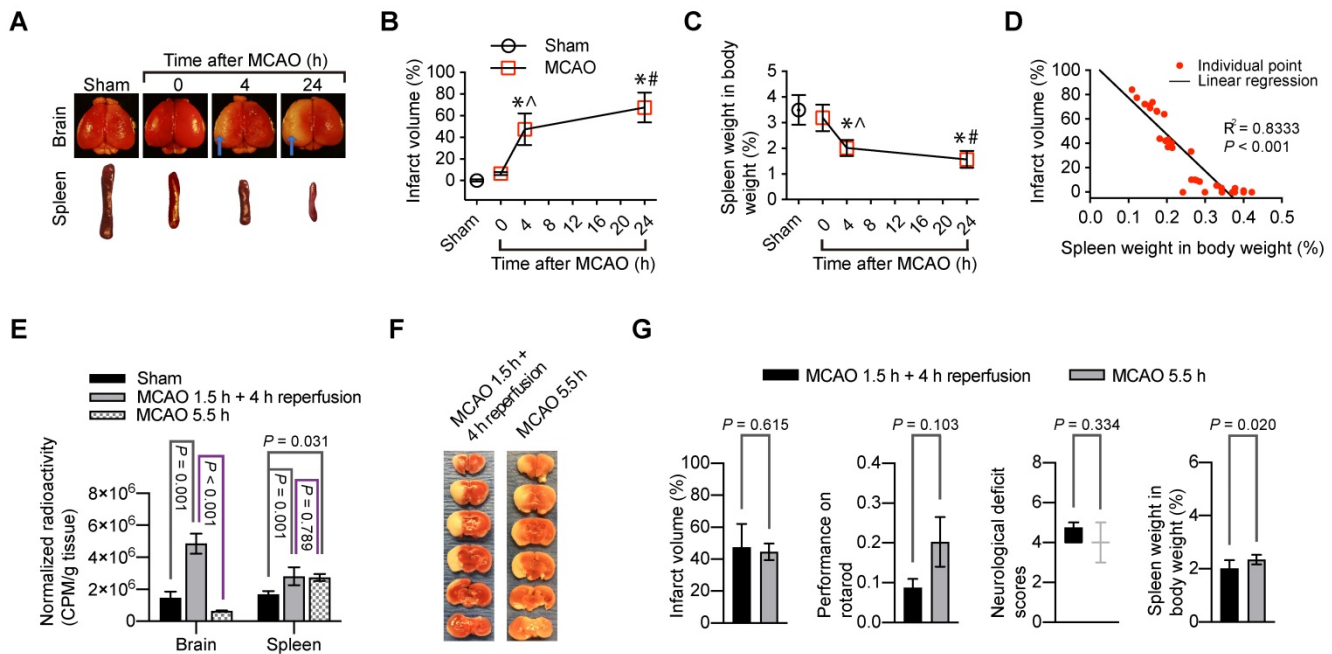 A
Time after MCAO (h)
Sham 0 4 24
Brain
Spleen
B
Sham
MCAO
Infarct volume (%)
100
80
60
40
20
0
*^
*#
Sham 0 4 8 12 16 20 24
Time after MCAO (h)
C
Spleen weight in body
weight (%)
5
4
3
2
1
0
*^
*#
Sham 0 4 8 12 16 20 24
Time after MCAO (h)
D
Individual point
Linear regression
R² = 0.8333
P < 0.001
Infarct volume (%)
100
80
60
40
20
0
0.0 0.1 0.2 0.3 0.4 0.5
Spleen weight in body weight (%)
E
Sham
MCAO 1.5 h + 4 h reperfusion
MCAO 5.5 h
Normalized radioactivity
(CPM/g tissue)
8×10⁶
6×10⁶
4×10⁶
2×10⁶
0
P = 0.001
P < 0.001
P = 0.031
P = 0.001
P = 0.789
Brain Spleen
F
MCAO 1.5 h +
4 h reperfusion
MCAO 5.5 h
G
MCAO 1.5 h + 4 h reperfusion MCAO 5.5 h
P = 0.615
Infarct volume (%)
100
80
60
40
20
0
P = 0.103
Performance on
rotarod
0.4
0.3
0.2
0.1
0.0
P = 0.334
Neurological deficit
scores
8
6
4
2
0
P = 0.020
Spleen weight in
body weight (%)
6
4
2
0